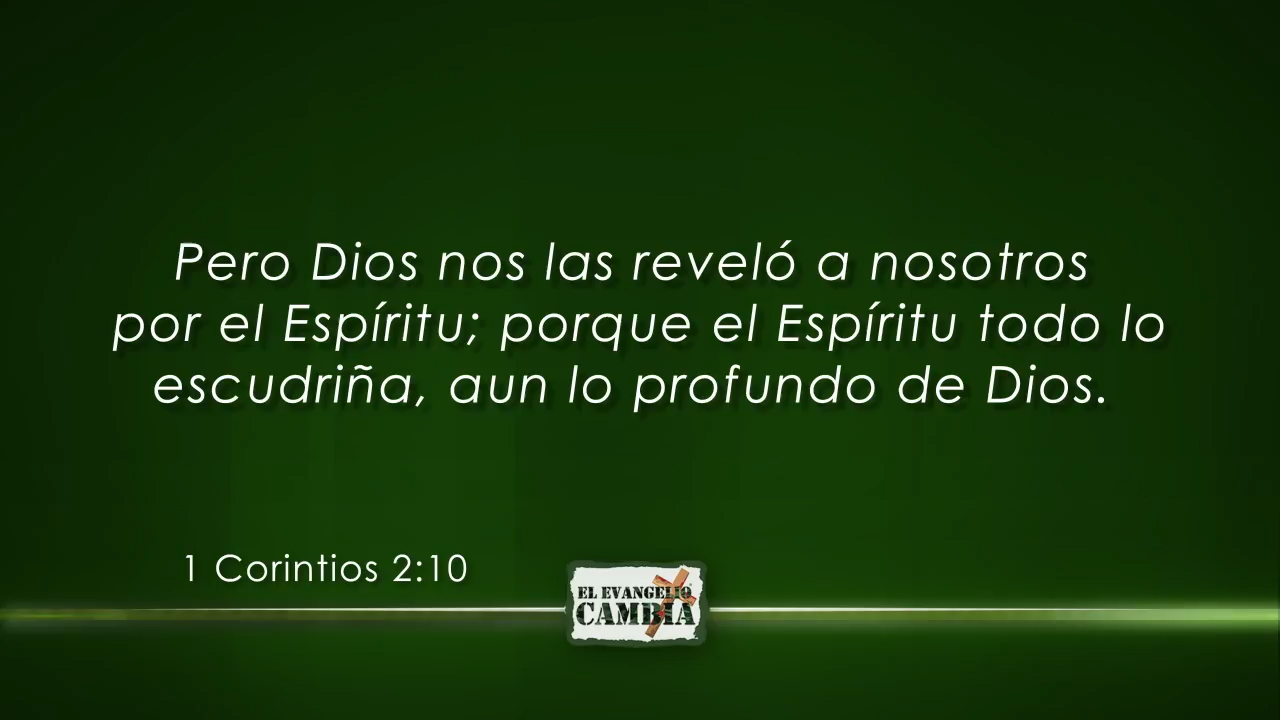 Pero Dios nos las reveló a nosotros
por el Espíritu; porque el Espíritu todo lo
escudriña, aun lo profundo de Dios.
1 Corintios 2:10
EL EVANGELIO
CAMBIA